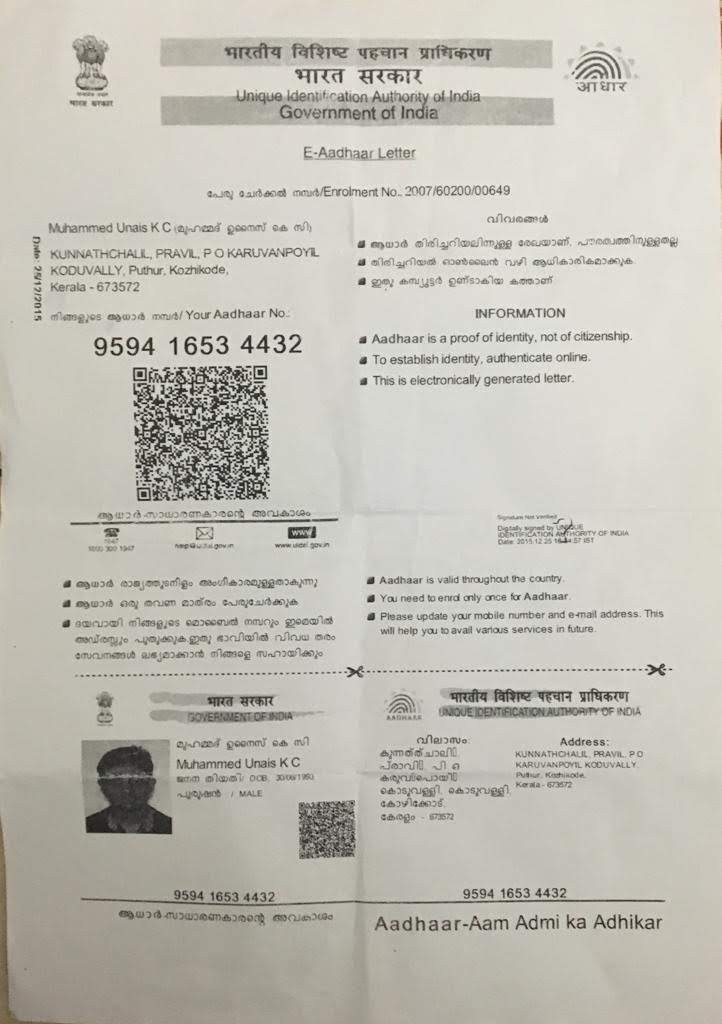 भारत सरकार
भारतीय विशिष्ट पहचान प्राधिकरण
भारत सरकार
Unique Identification Authority of India
Government of India
आधार
E-Aadhaar Letter
പേരു ചേർക്കൽ നമ്പർ/Enrolment No.: 2007/60200/00649
Date: 25/12/2015
Muhammed Unais K C (മുഹമ്മദ് ഉനൈസ് കെ സി)
KUNNATHCHALIL, PRAVIL, P O KARUVANPOYIL
KODUVALLY, Puthur, Kozhikode,
Kerala - 673572
നിങ്ങളുടെ ആധാർ നമ്പർ/ Your Aadhaar No.:
9594 1653 4432
വിവരങ്ങൾ
ആധാർ തിരിച്ചറിയലിന്നുള്ള രേഖയാണ്, പൗരത്വത്തിനുള്ളതല്ല
തിരിച്ചറിയൽ ഓൺലൈൻ വഴി ആധികാരികമാക്കുക
ഇതു കമ്പ്യൂട്ടർ ഉണ്ടാകിയ കത്താണ്
INFORMATION
Aadhaar is a proof of identity, not of citizenship.
To establish identity, authenticate online.
This is electronically generated letter.
ആധാർ-സാധാരണകാരന്റെ അവകാശം
1947
1800 300 1947
help@uidai.gov.in
www
www.uidai.gov.in
Signature Not Verified
Digitally signed by UNIQUE
IDENTIFICATION AUTHORITY OF INDIA
Date: 2015.12.25 IST
ആധാർ രാജ്യത്തുടനീളം അംഗീകാരമുള്ളതാകുന്നു
ആധാർ ഒരു തവണ മാത്രം പേരുചേർക്കുക
ദയവായി നിങ്ങളുടെ മൊബൈൽ നമ്പറും ഇമെയിൽ
അഡ്രസ്സും പുതുക്കുക.ഇതു ഭാവിയിൽ വിവധ തരം
സേവനങ്ങൾ ലഭ്യമാക്കാൻ നിങ്ങളെ സഹായിക്കും
Aadhaar is valid throughout the country.
You need to enrol only once for Aadhaar.
Please update your mobile number and e-mail address. This
will help you to avail various services in future.
भारत सरकार
GOVERNMENT OF INDIA
മുഹമ്മദ് ഉനൈസ് കെ സി
Muhammed Unais K C
ജനന തിയതി/ DOB:
പുരുഷൻ / MALE
9594 1653 4432
ആധാർ-സാധാരണകാരന്റെ അവകാശം
AADHAAR
भारतीय विशिष्ट पहचान प्राधिकरण
UNIQUE IDENTIFICATION AUTHORITY OF INDIA
വിലാസം:
കുന്നത്ത്ചാലി
പ്രാവി, പി ഒ
കരുവപൊയി
കൊടുവള്ളി, കൊടുവള്ളി,
കോഴിക്കോട്,
കേരളം - 673572
Address:
KUNNATHCHALIL, PRAVIL, P O
KARUVANPOYIL KODUVALLY,
Puthur, Kozhikode,
Kerala - 673572
9594 1653 4432
Aadhaar-Aam Admi ka Adhikar